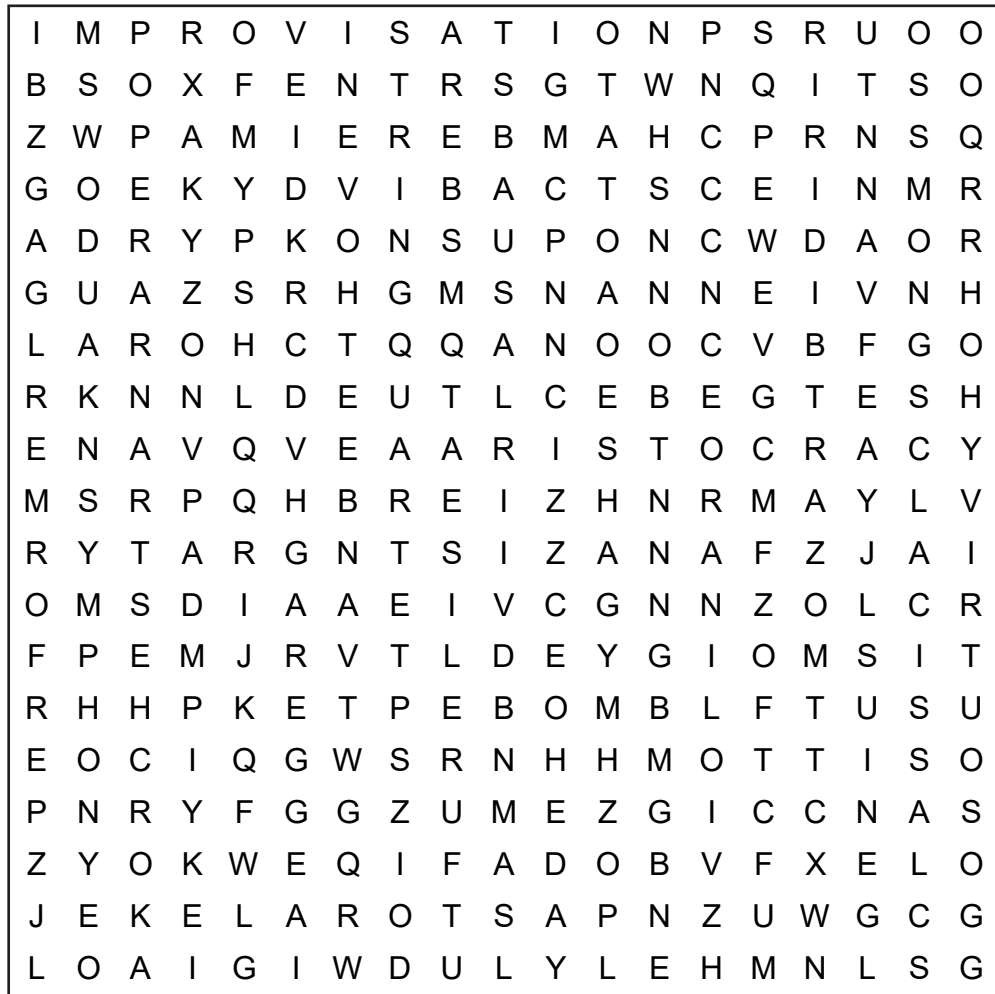 I M P R O V I S A T I O N P S R U O O
B S O X F E N T R S G T W N Q I T S O
Z W P A M I E R E B M A H C P R N S Q
G O E K Y D V I B A C T S C E I N M R
A D R Y P K O N S U P O N C W D A O R
G U A Z S R H G M S N A N N E I V N H
L A R O H C T Q Q A N O O C V B F G O
R K N N L D E U T L C E B E G T E S H
E N A V Q V E A A R I S T O C R A C Y
M S R P Q H B R E I Z H N R M A Y L V
R Y T A R G N T S I Z A N A F Z J A I
O M S D I A A E I V C G N N Z O L C R
F P E M J R V T L D E Y G I O M S I T
R H H P K E T P E B O M B L F T U S U
E O C I Q G W S R N H H M O T T I S O
P N R Y F G G Z U M E Z G I C C N A S
Z Y O K W E Q I F A D O B V F X E L O
J E K E L A R O T S A P N Z U W G C G
L O A I G I W D U L Y L E H M N L S G